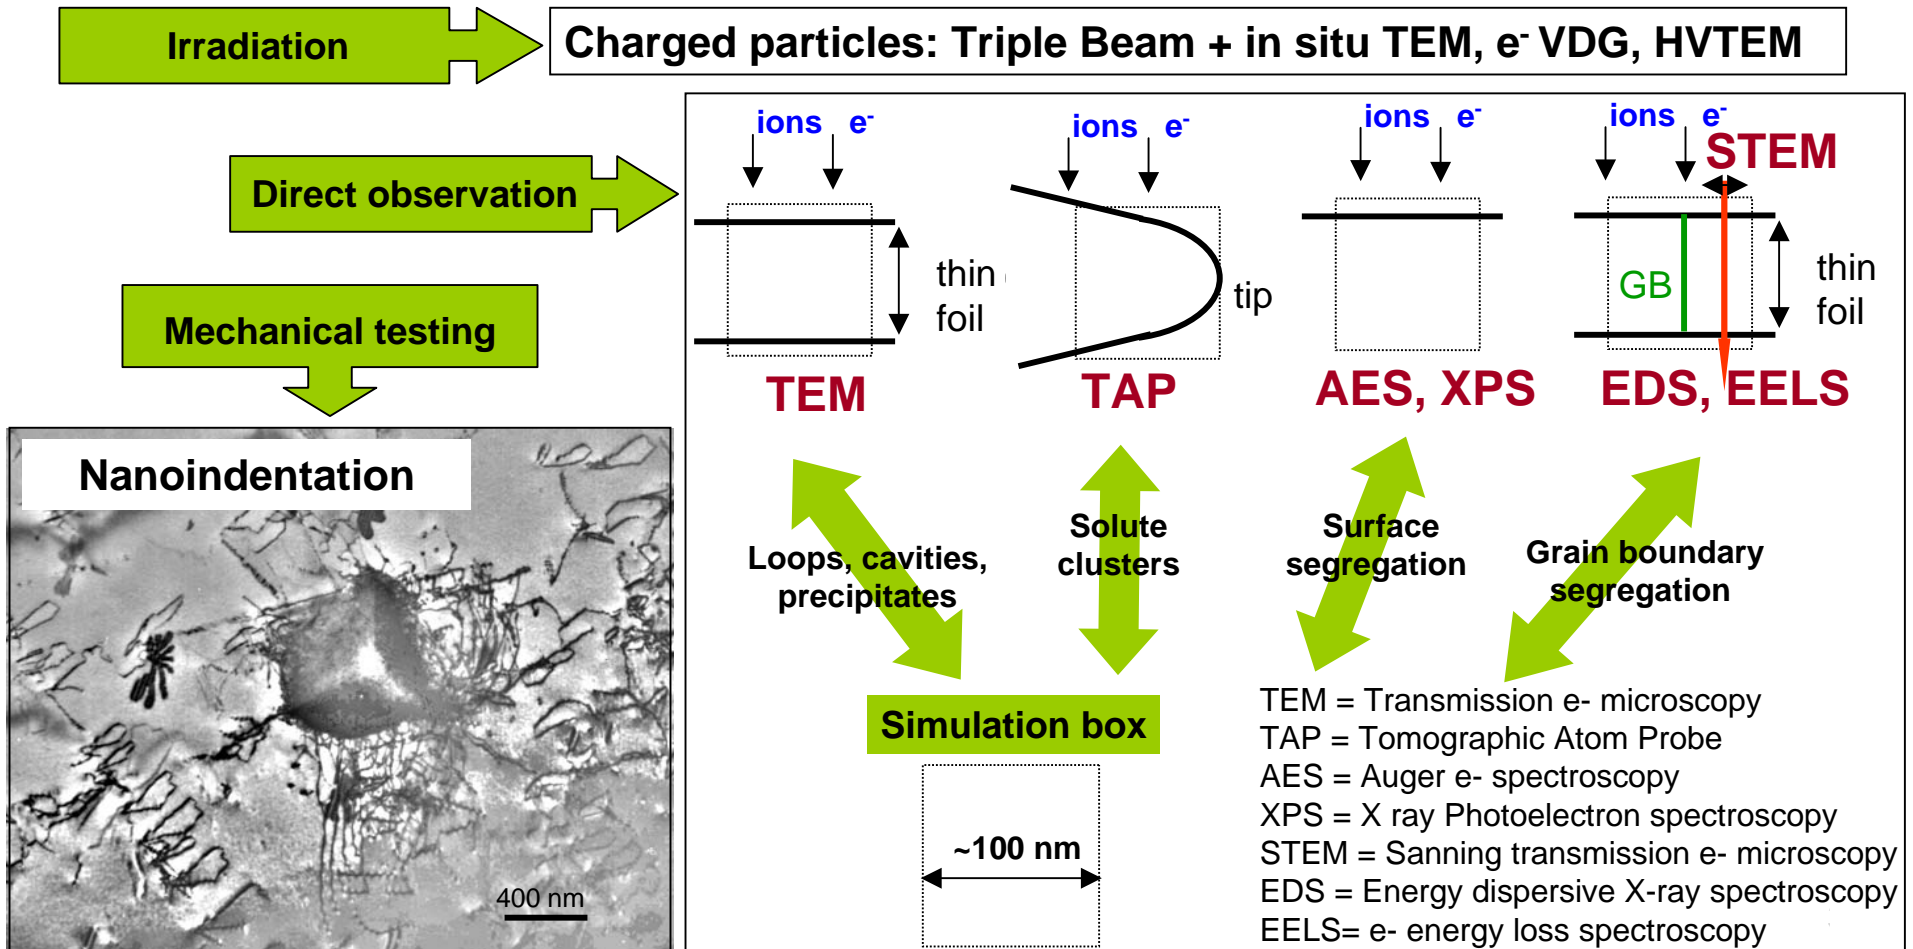 Irradiation
Charged particles: Triple Beam + in situ TEM, e- VDG, HVTEM
Direct observation
Mechanical testing
Nanoindentation
400 nm
ions e-
ions e-
ions e-
ions e-
STEM
thin
foil
tip
GB
thin
foil
TEM
TAP
AES, XPS
EDS, EELS
Loops, cavities,
precipitates
Solute
clusters
Surface
segregation
Grain boundary
segregation
Simulation box
~100 nm
TEM = Transmission e- microscopy
TAP = Tomographic Atom Probe
AES = Auger e- spectroscopy
XPS = X ray Photoelectron spectroscopy
STEM = Sanning transmission e- microscopy
EDS = Energy dispersive X-ray spectroscopy
EELS= e- energy loss spectroscopy